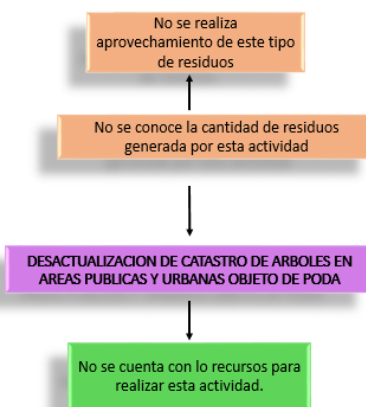 No se realiza
aprovechamiento de este tipo
de residuos
No se conoce la cantidad de residuos
generada por esta actividad
DESACTUALIZACION DE CATASTRO DE ARBOLES EN
AREAS PUBLICAS Y URBANAS OBJETO DE PODA
No se cuenta con lo recursos para
realizar esta actividad.